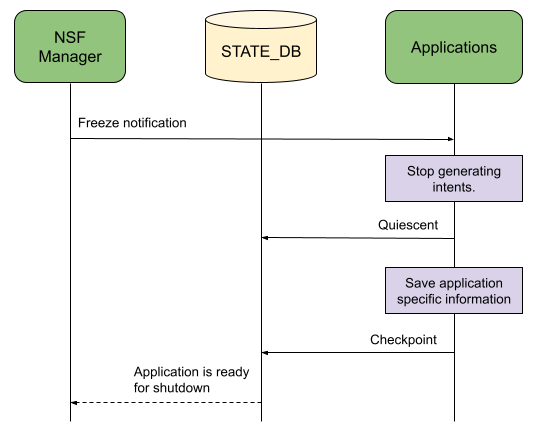 NSF
Manager
STATE_DB
Applications
Freeze notification
Stop generating
intents.
Quiescent
Save application
specific information
Checkpoint
Application is ready
for shutdown